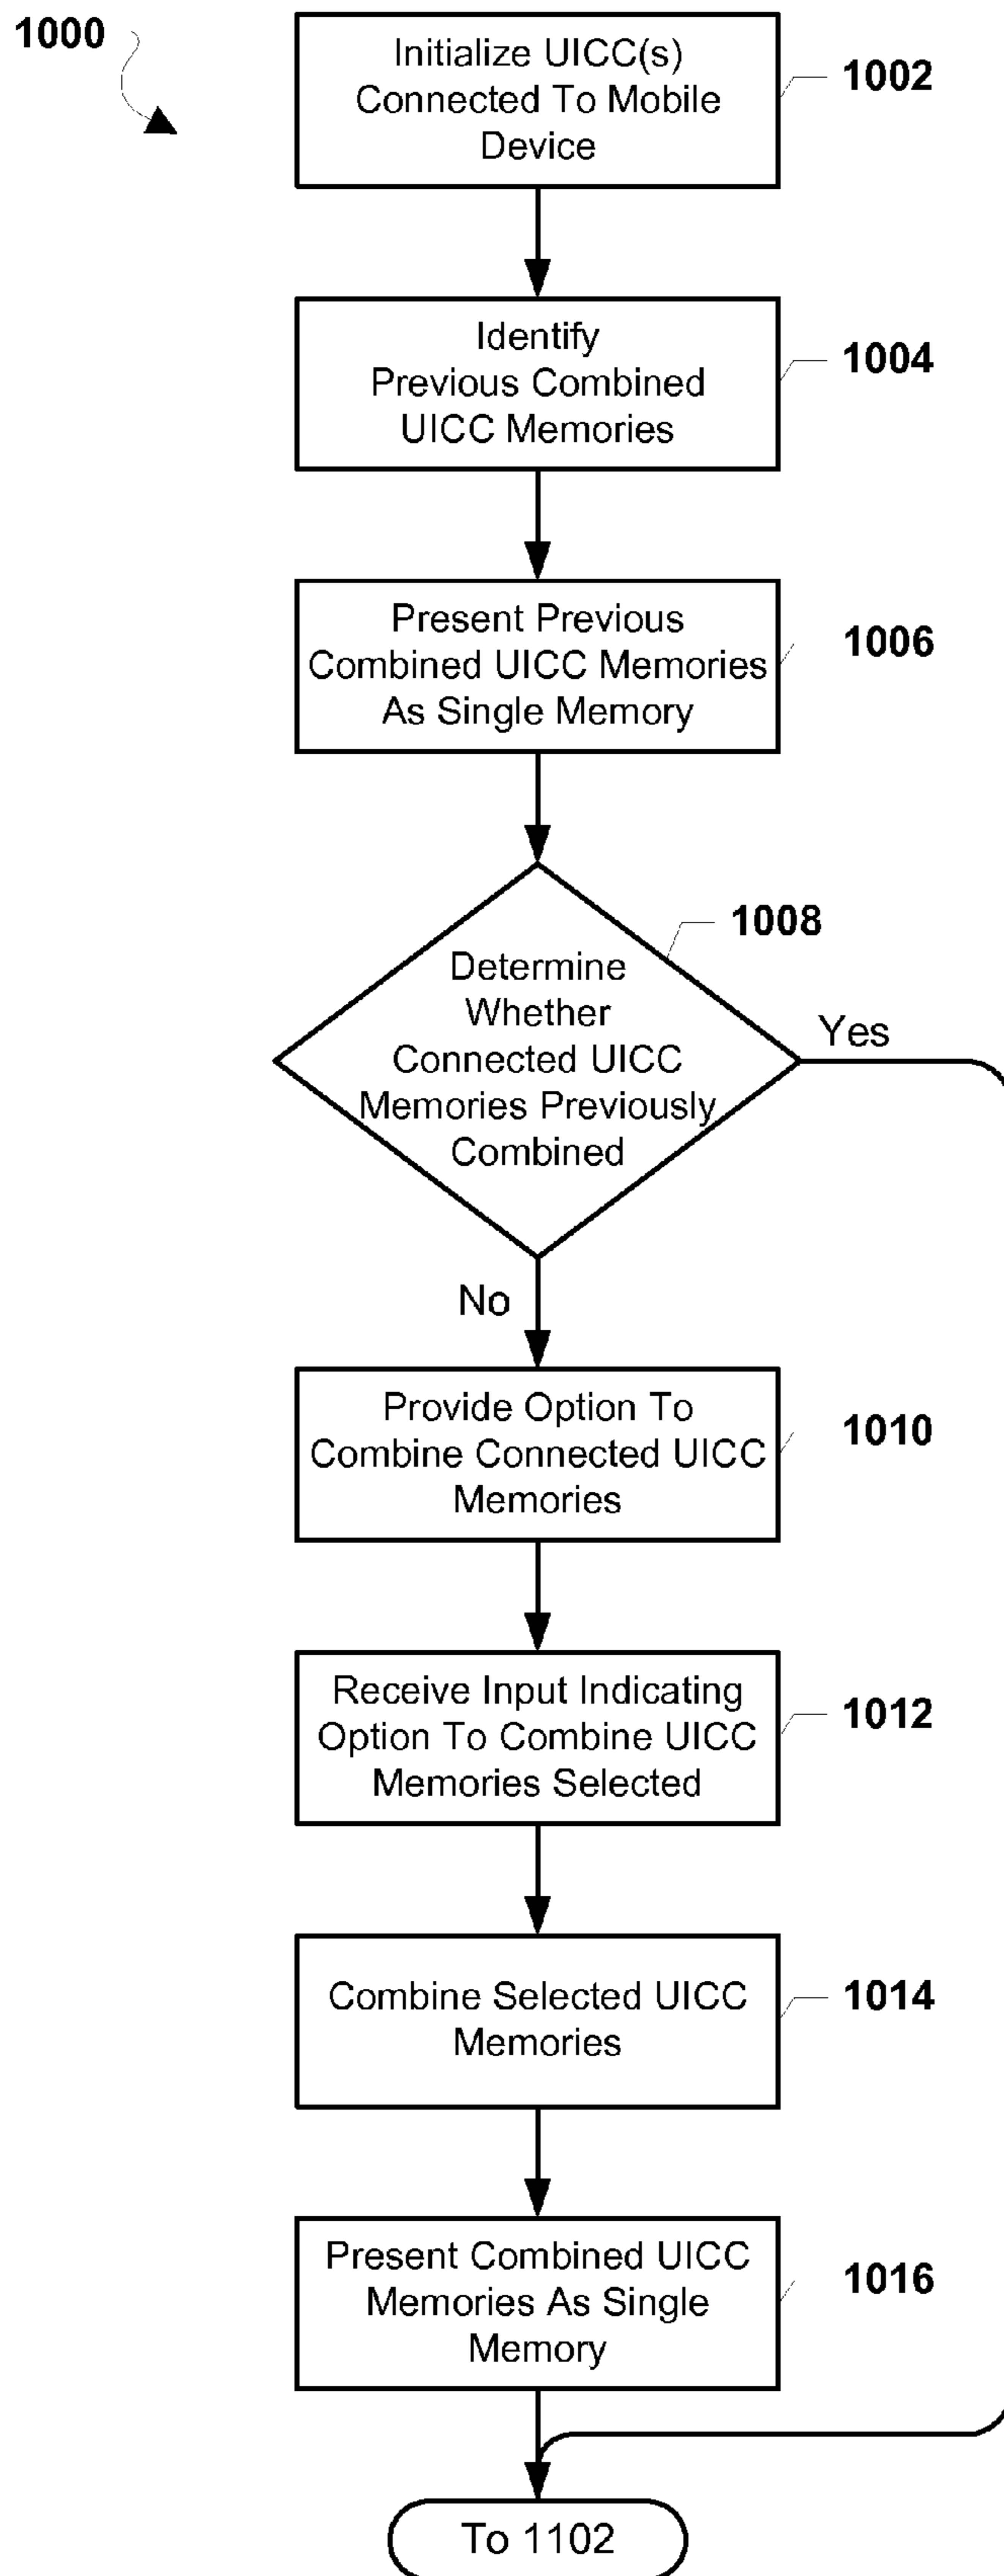 1000
Initialize UICC(s)
Connected To Mobile
Device
1002
Identify
Previous Combined
UICC Memories
1004
Present Previous
Combined UICC Memories
As Single Memory
1006
1008
Determine
Whether
Connected UICC
Memories Previously
Combined
Yes
No
Provide Option To
Combine Connected UICC
Memories
1010
Receive Input Indicating
Option To Combine UICC
Memories Selected
1012
Combine Selected UICC
Memories
1014
Present Combined UICC
Memories As Single
Memory
1016
To 1102